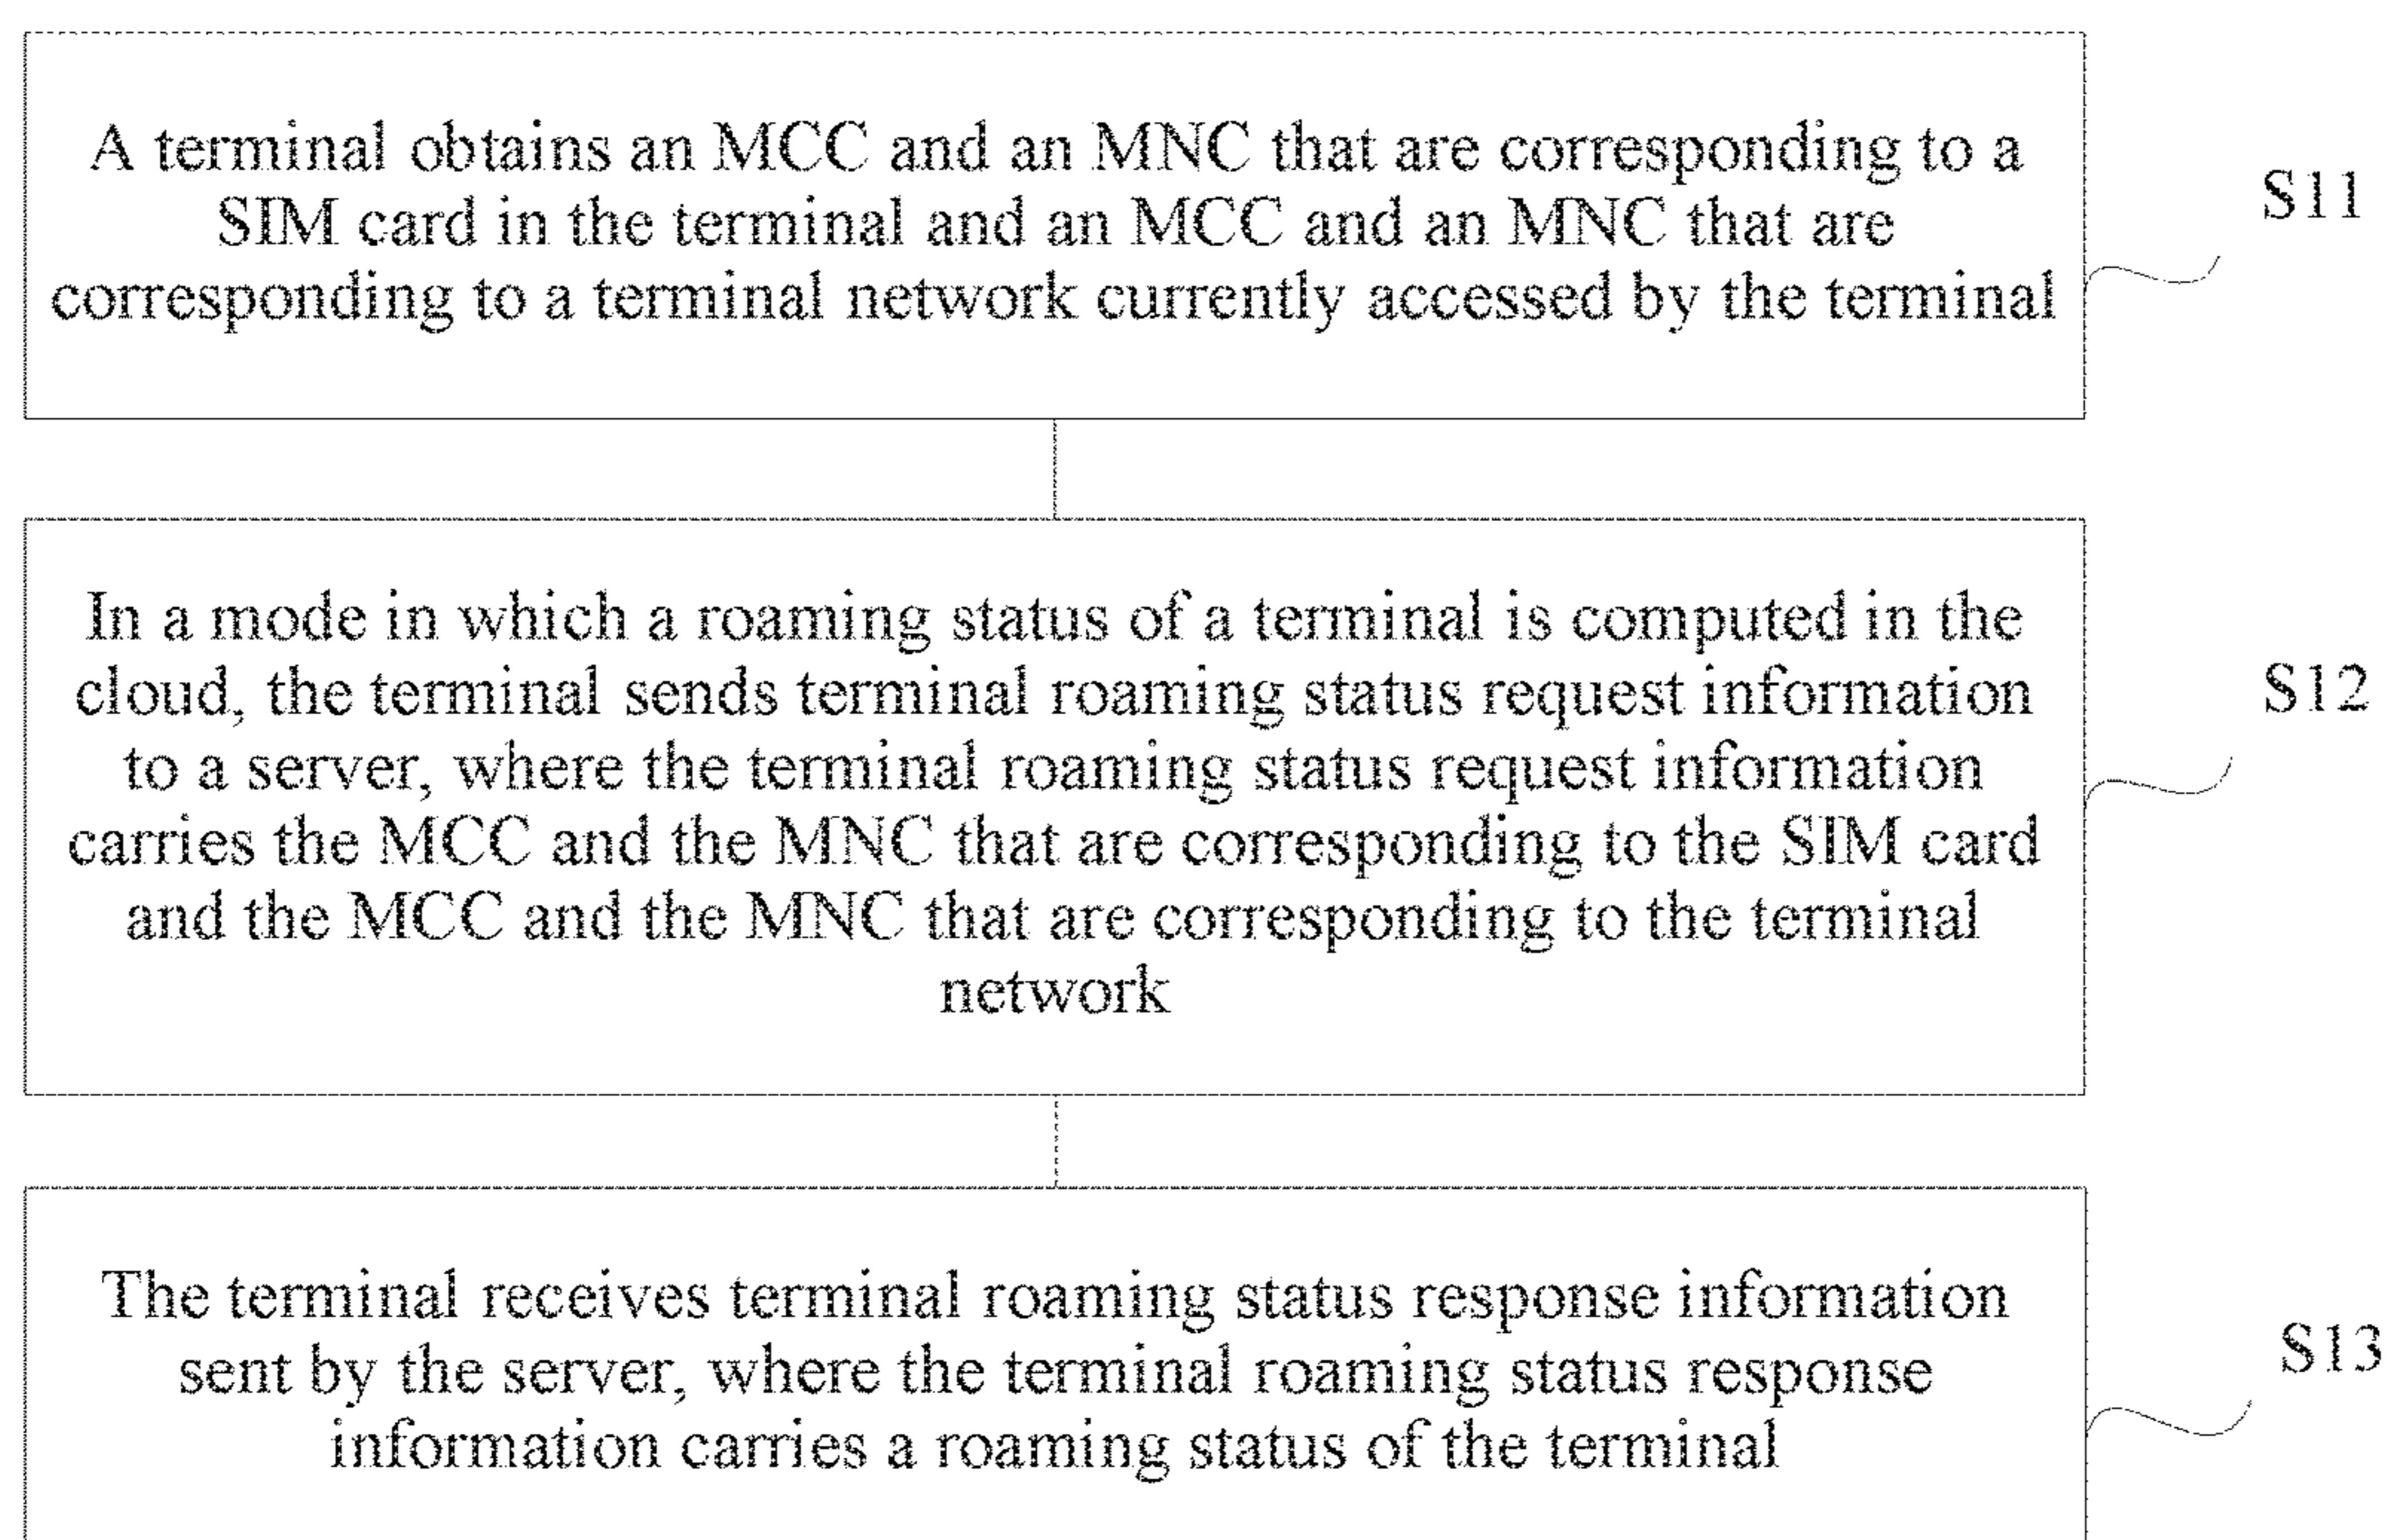 A terminal obtains an MCC and an MNC that are corresponding to a
SIM card in the terminal and an MCC and an MNC that are
corresponding to a terminal network currently accessed by the terminal
S11
In a mode in which a roaming status of a terminal is computed in the
cloud, the terminal sends terminal roaming status request information
to a server, where the terminal roaming status request information
carries the MCC and the MNC that are corresponding to the SIM card
and the MCC and the MNC that are corresponding to the terminal
network
S12
The terminal receives terminal roaming status response information
sent by the server, where the terminal roaming status response
information carries a roaming status of the terminal
S13